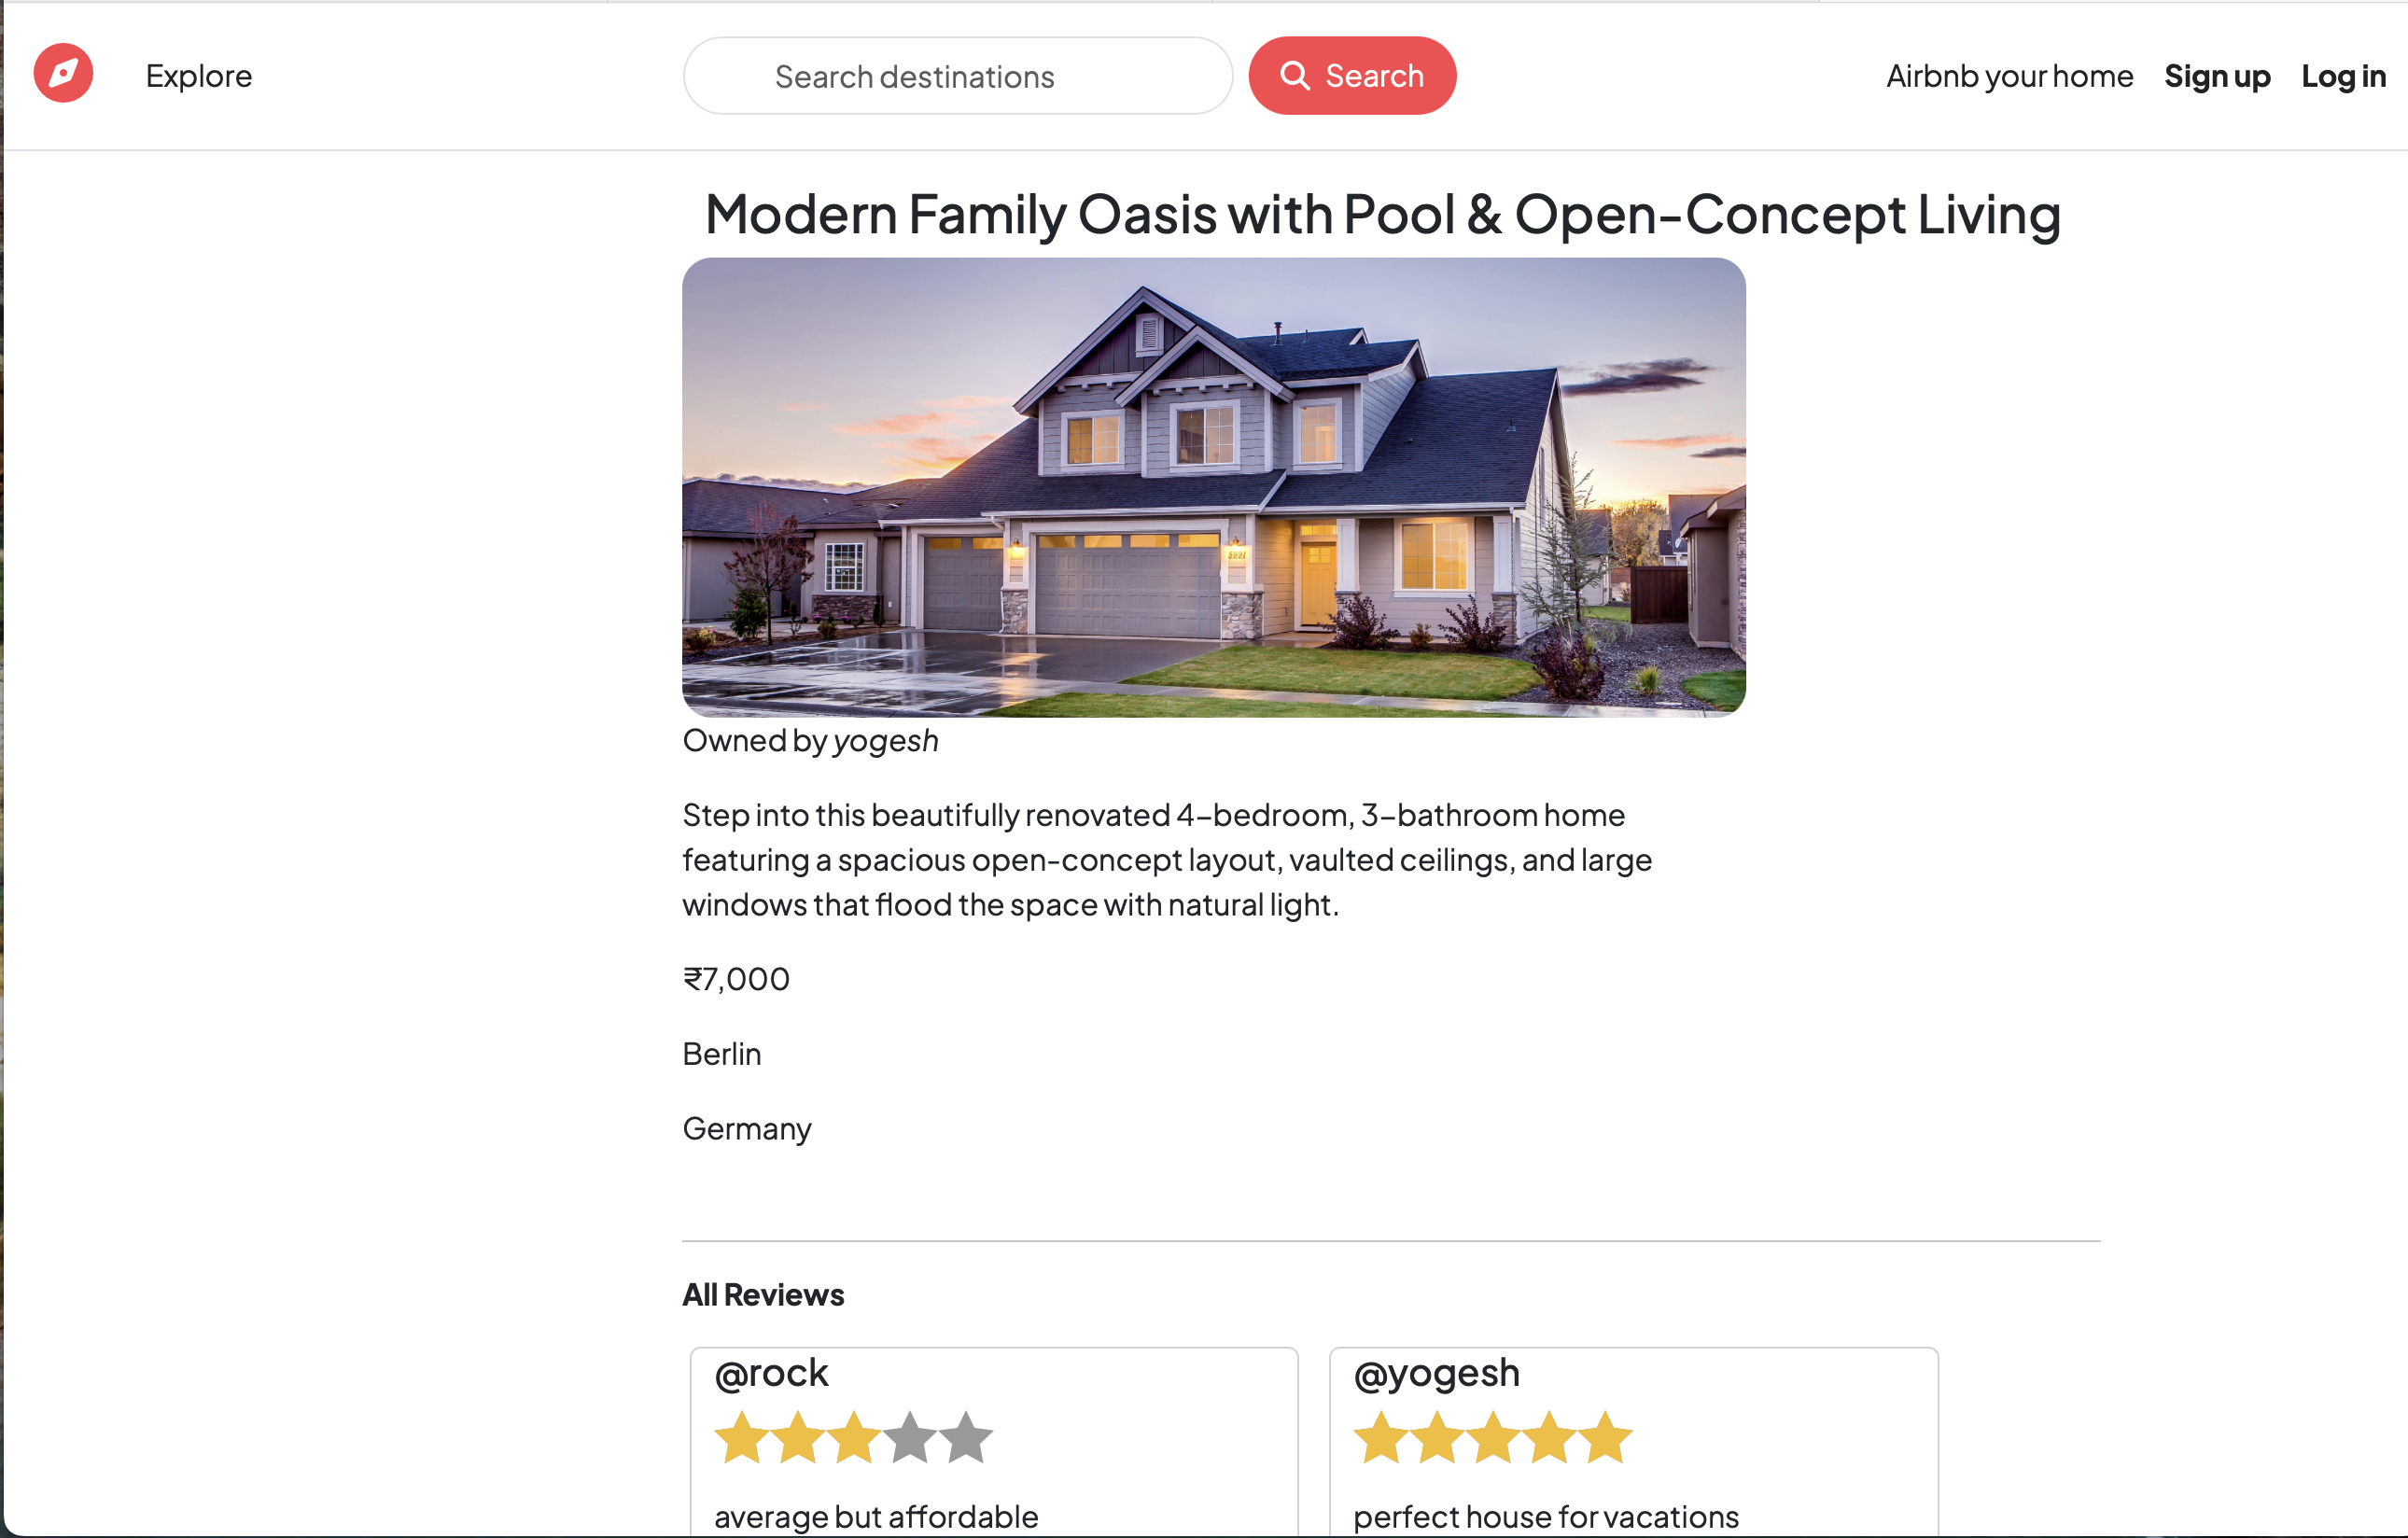 Explore
Search destinations
Search
Airbnb your home
Sign up
Log in
Modern Family Oasis with Pool & Open-Concept Living
Owned by yogesh
Step into this beautifully renovated 4-bedroom, 3-bathroom home
featuring a spacious open-concept layout, vaulted ceilings, and large
windows that flood the space with natural light.
₹7,000
Berlin
Germany
All Reviews
@rock
average but affordable
@yogesh
perfect house for vacations